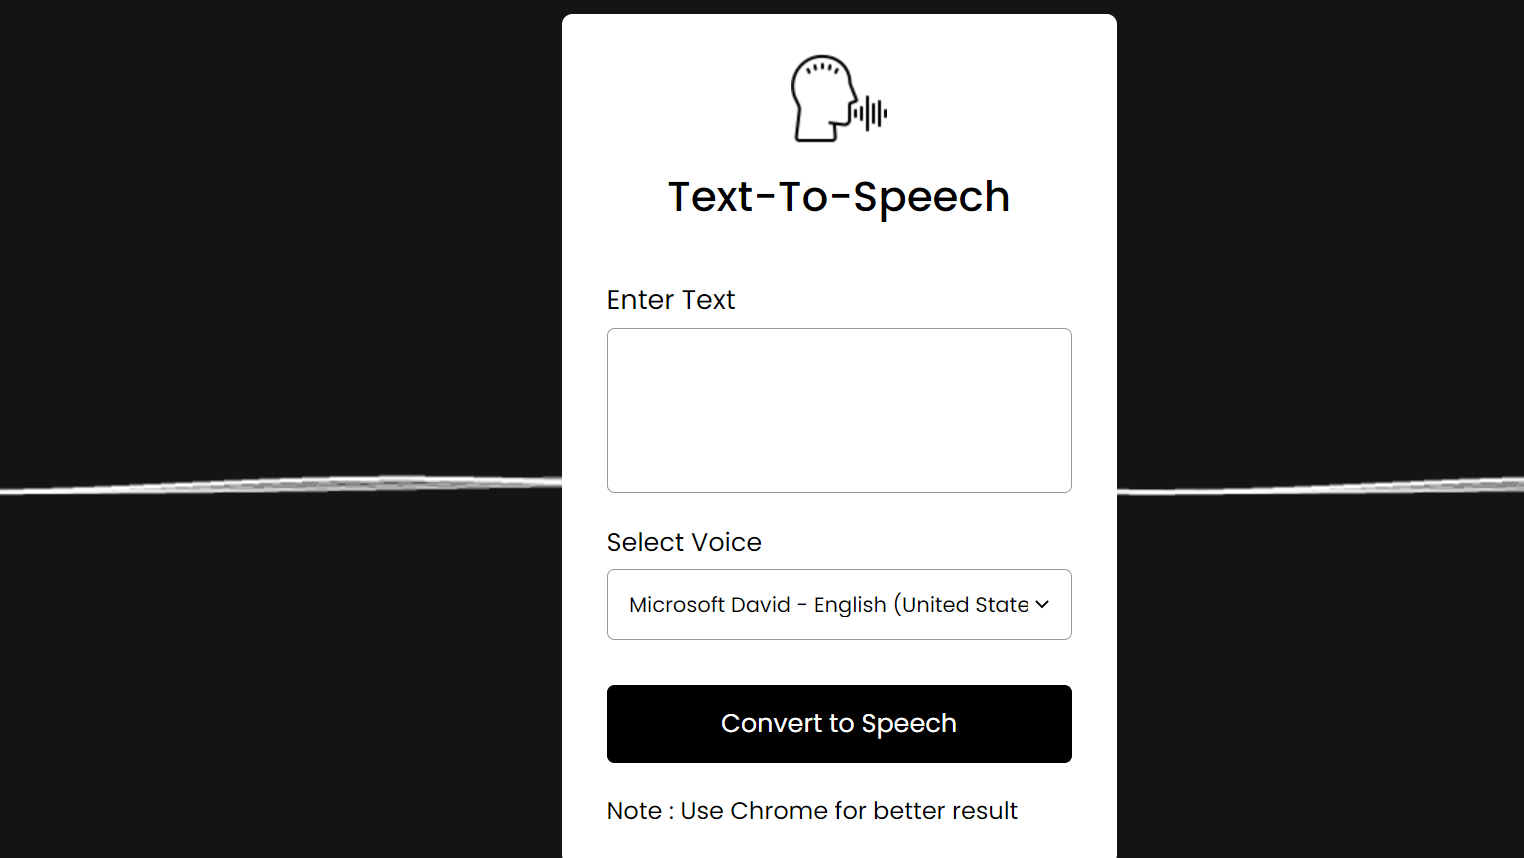 Text-To-Speech
Enter Text
Select Voice
Microsoft David - English (United State
Convert to Speech
Note : Use Chrome for better result